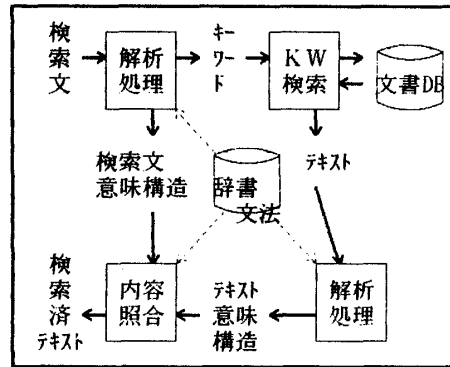 検索文
解析
処理
キーワード
KW
検索
文書DB
検索文
意味構造
辞書
文法
テキスト
検索済
テキスト
内容
照合
テキスト
意味
構造
解析
処理